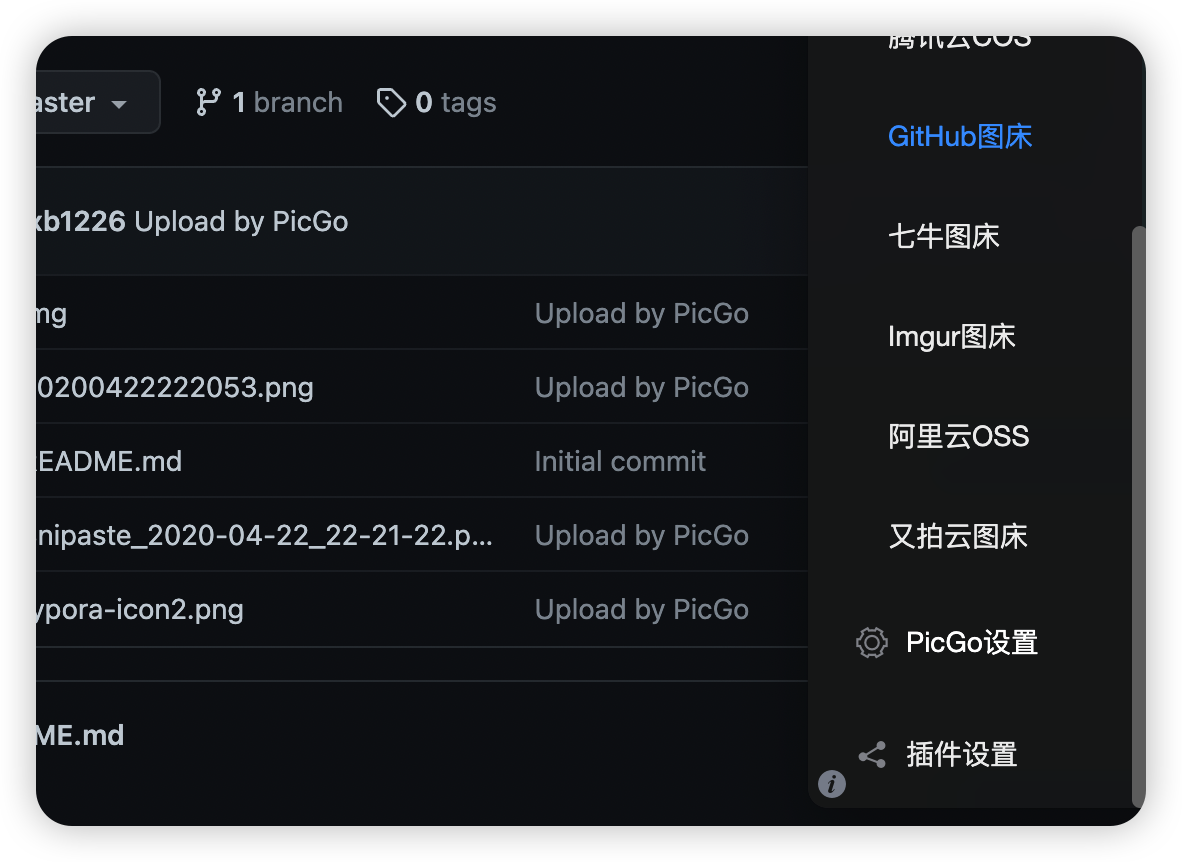 aster 1 branch 0 tags
xb1226 Upload by PicGo
mg Upload by PicGo
0200422222053.png Upload by PicGo
EADME.md Initial commit
nipaste_2020-04-22_22-21-22.p... Upload by PicGo
ypora-icon2.png Upload by PicGo
ME.md
腾讯云COS
GitHub图床
七牛图床
Imgur图床
阿里云OSS
又拍云图床
PicGo设置
插件设置